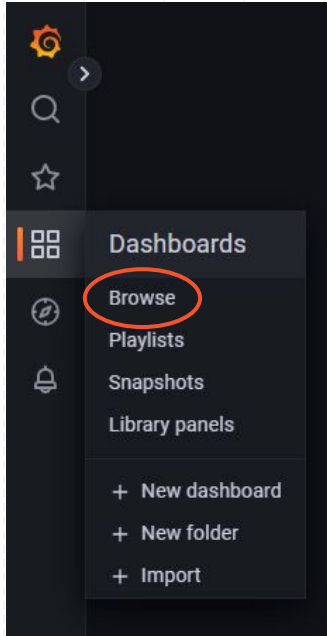 Dashboards
Browse
Playlists
Snapshots
Library panels
+ New dashboard
+ New folder
+ Import